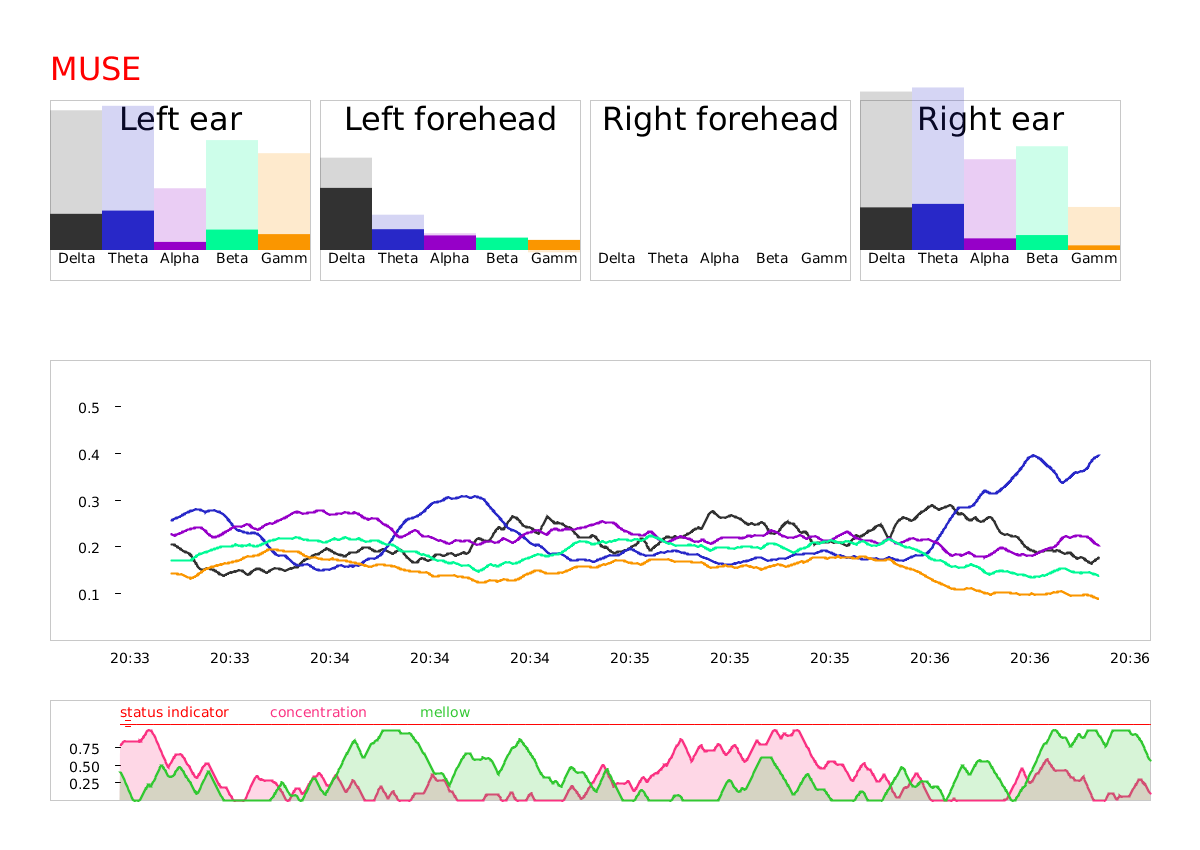 MUSE
Left ear Left forehead Right forehead Right ear
Delta Theta Alpha Beta Gamm Delta Theta Alpha Beta Gamm Delta Theta Alpha Beta Gamm Delta Theta Alpha Beta Gamm
0.5
0.4
0.3
0.2
0.1
20:33 20:33 20:34 20:34 20:34 20:35 20:35 20:35 20:36 20:36 20:36
status indicator concentration mellow
0.75
0.50
0.25